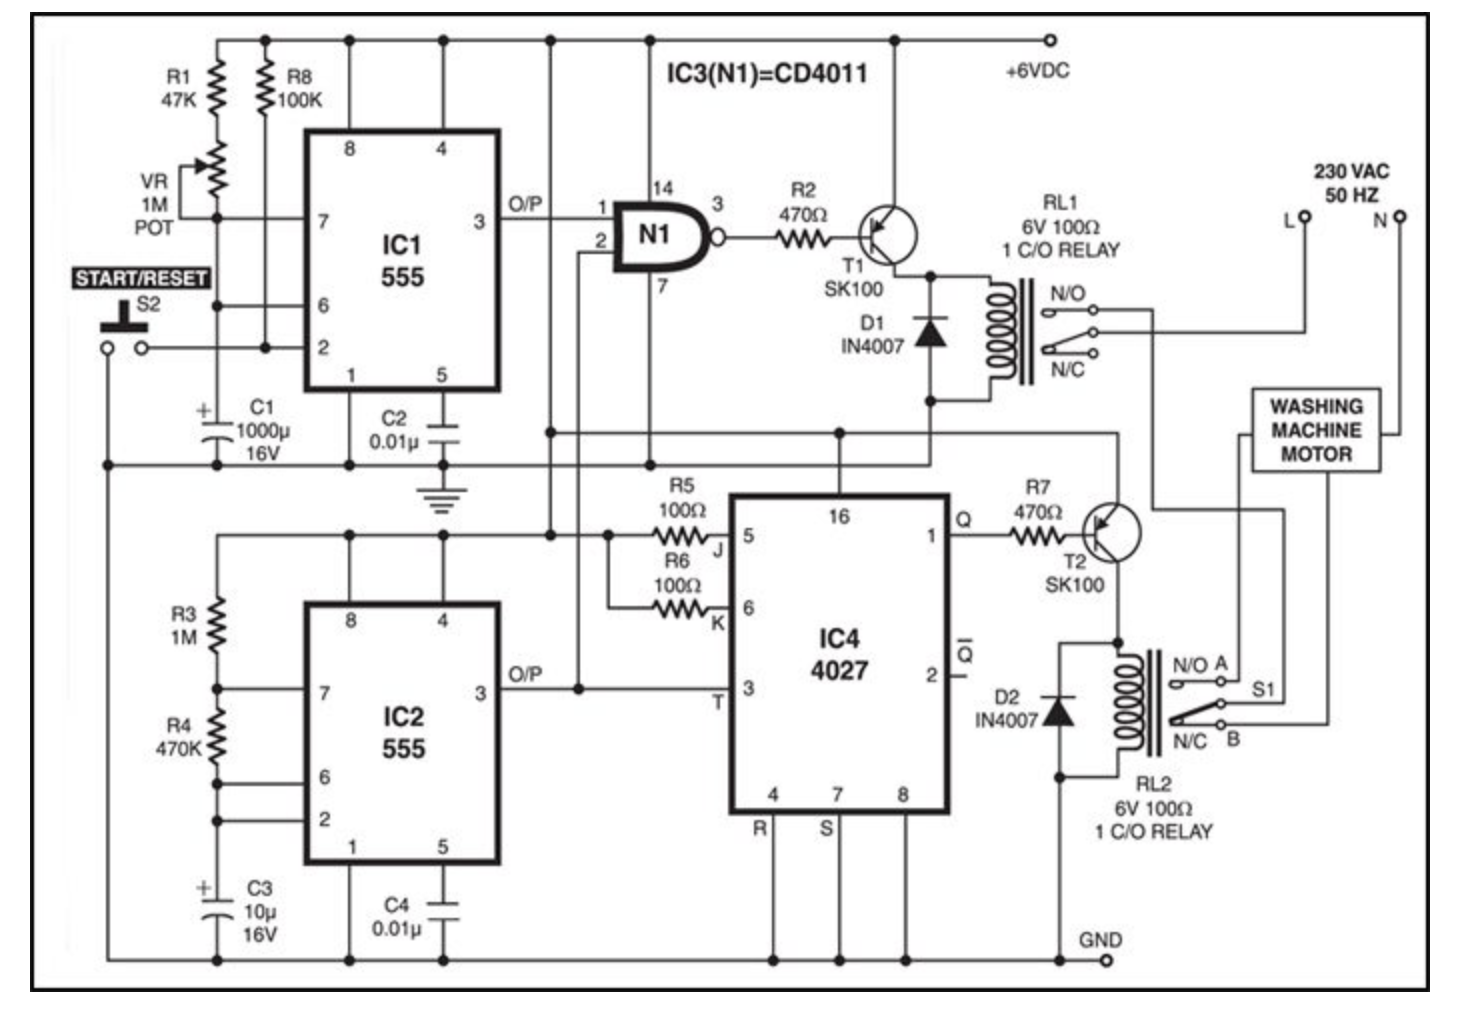 IC3(N1)=CD4011
+6VDC
R1
47K
R8
100K
VR
1M
POT
START/RESET
S2
8
4
7
6
2
3
1
5
IC1
555
O/P
C1
1000µ
16V
+
C2
0.01µ
1
2
14
N1
3
7
R2
470Ω
T1
SK100
D1
IN4007
RL1
6V 100Ω
1 C/O RELAY
N/O
N/C
230 VAC
50 HZ
L
N
WASHING
MACHINE
MOTOR
R3
1M
R4
470K
+
C3
10µ
16V
8
4
7
6
2
3
1
5
IC2
555
O/P
C4
0.01µ
R5
100Ω
J
R6
100Ω
K
T
5
6
3
16
1
2
4
7
8
IC4
4027
Q
Q̅
R
S
R7
470Ω
T2
SK100
D2
IN4007
N/O A
S1
N/C B
RL2
6V 100Ω
1 C/O RELAY
GND